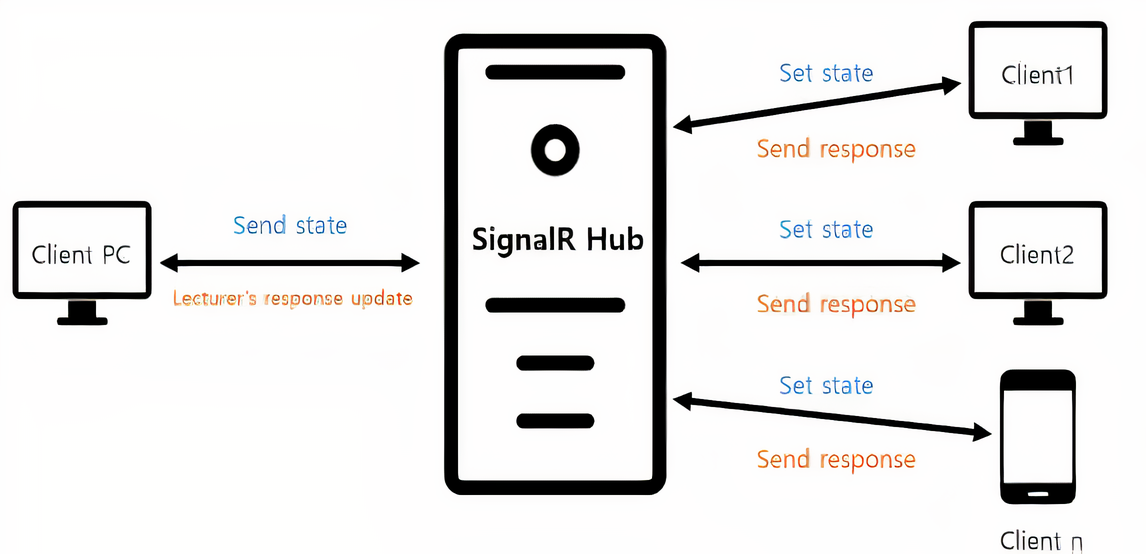 Client PC
Send state
Lecturer's response update
SignalR Hub
Set state
Send response
Client1
Set state
Send response
Client2
Set state
Send response
Client n